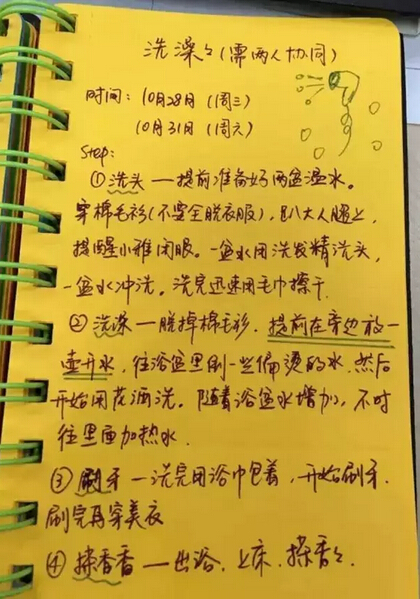 洗澡々(需两人协同)
时间：10月28日（周三）
10月31日（周六）
Step:
①洗头—提前准备好两盆温水。
穿棉毛衫(不要全脱衣服),趴大人腿上,
提醒小雅闭眼。一盆水用洗发精洗头,
一盆水冲洗。洗完迅速用毛巾擦干.
②洗澡—脱掉棉毛衫.提前在旁边放一
壶开水,往浴盆里倒一些偏烫的水.然后
开始用花洒洗。随着浴盆水增加,不时
往里面加热水.
③刷牙—洗完用浴巾包着,开始刷牙.
刷完再穿美衣
④擦香香—出浴、上床、擦香々.